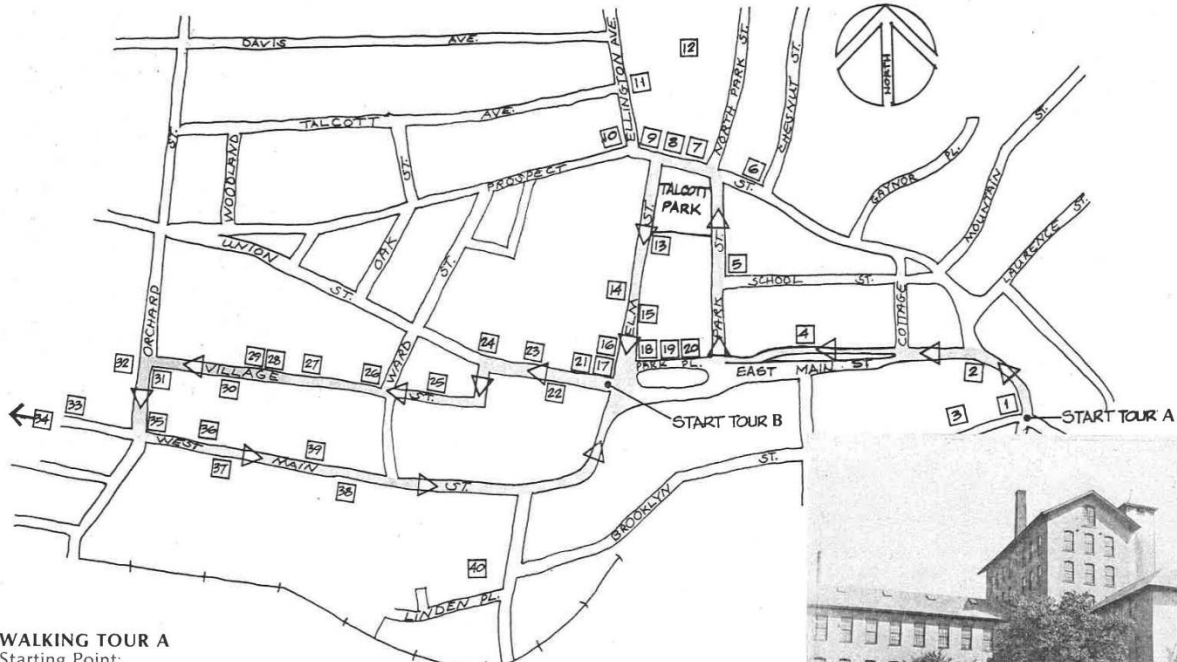 DAVIS AVE.
ELLINGTON AVE.
12
NORTH PARK ST.
CHESNUT ST.
NORTH
11
ST.
TALCOTT AVE.
WOODLAND
ST.
10
9
8
7
6
ST.
PROSPECT
TALCOTT
PARK
GAYNOR PL.
MOUNTAIN ST.
LAURENCE ST.
UNION ST.
OAK
ST.
ST.
13
5
SCHOOL ST.
ORCHARD
14
ELM
15
PARK ST.
4
COTTAGE
WARD
24
23
21
16
17
18
19
20
PARK PL.
EAST MAIN ST
2
32
31
29
28
27
26
25
VILLAGE ST.
30
22
START TOUR B
3
1
START TOUR A
34
33
35
36
39
WEST MAIN ST.
37
38
BROOKLYN ST.
40
LINDEN PL.
WALKING TOUR A
Starting Point: